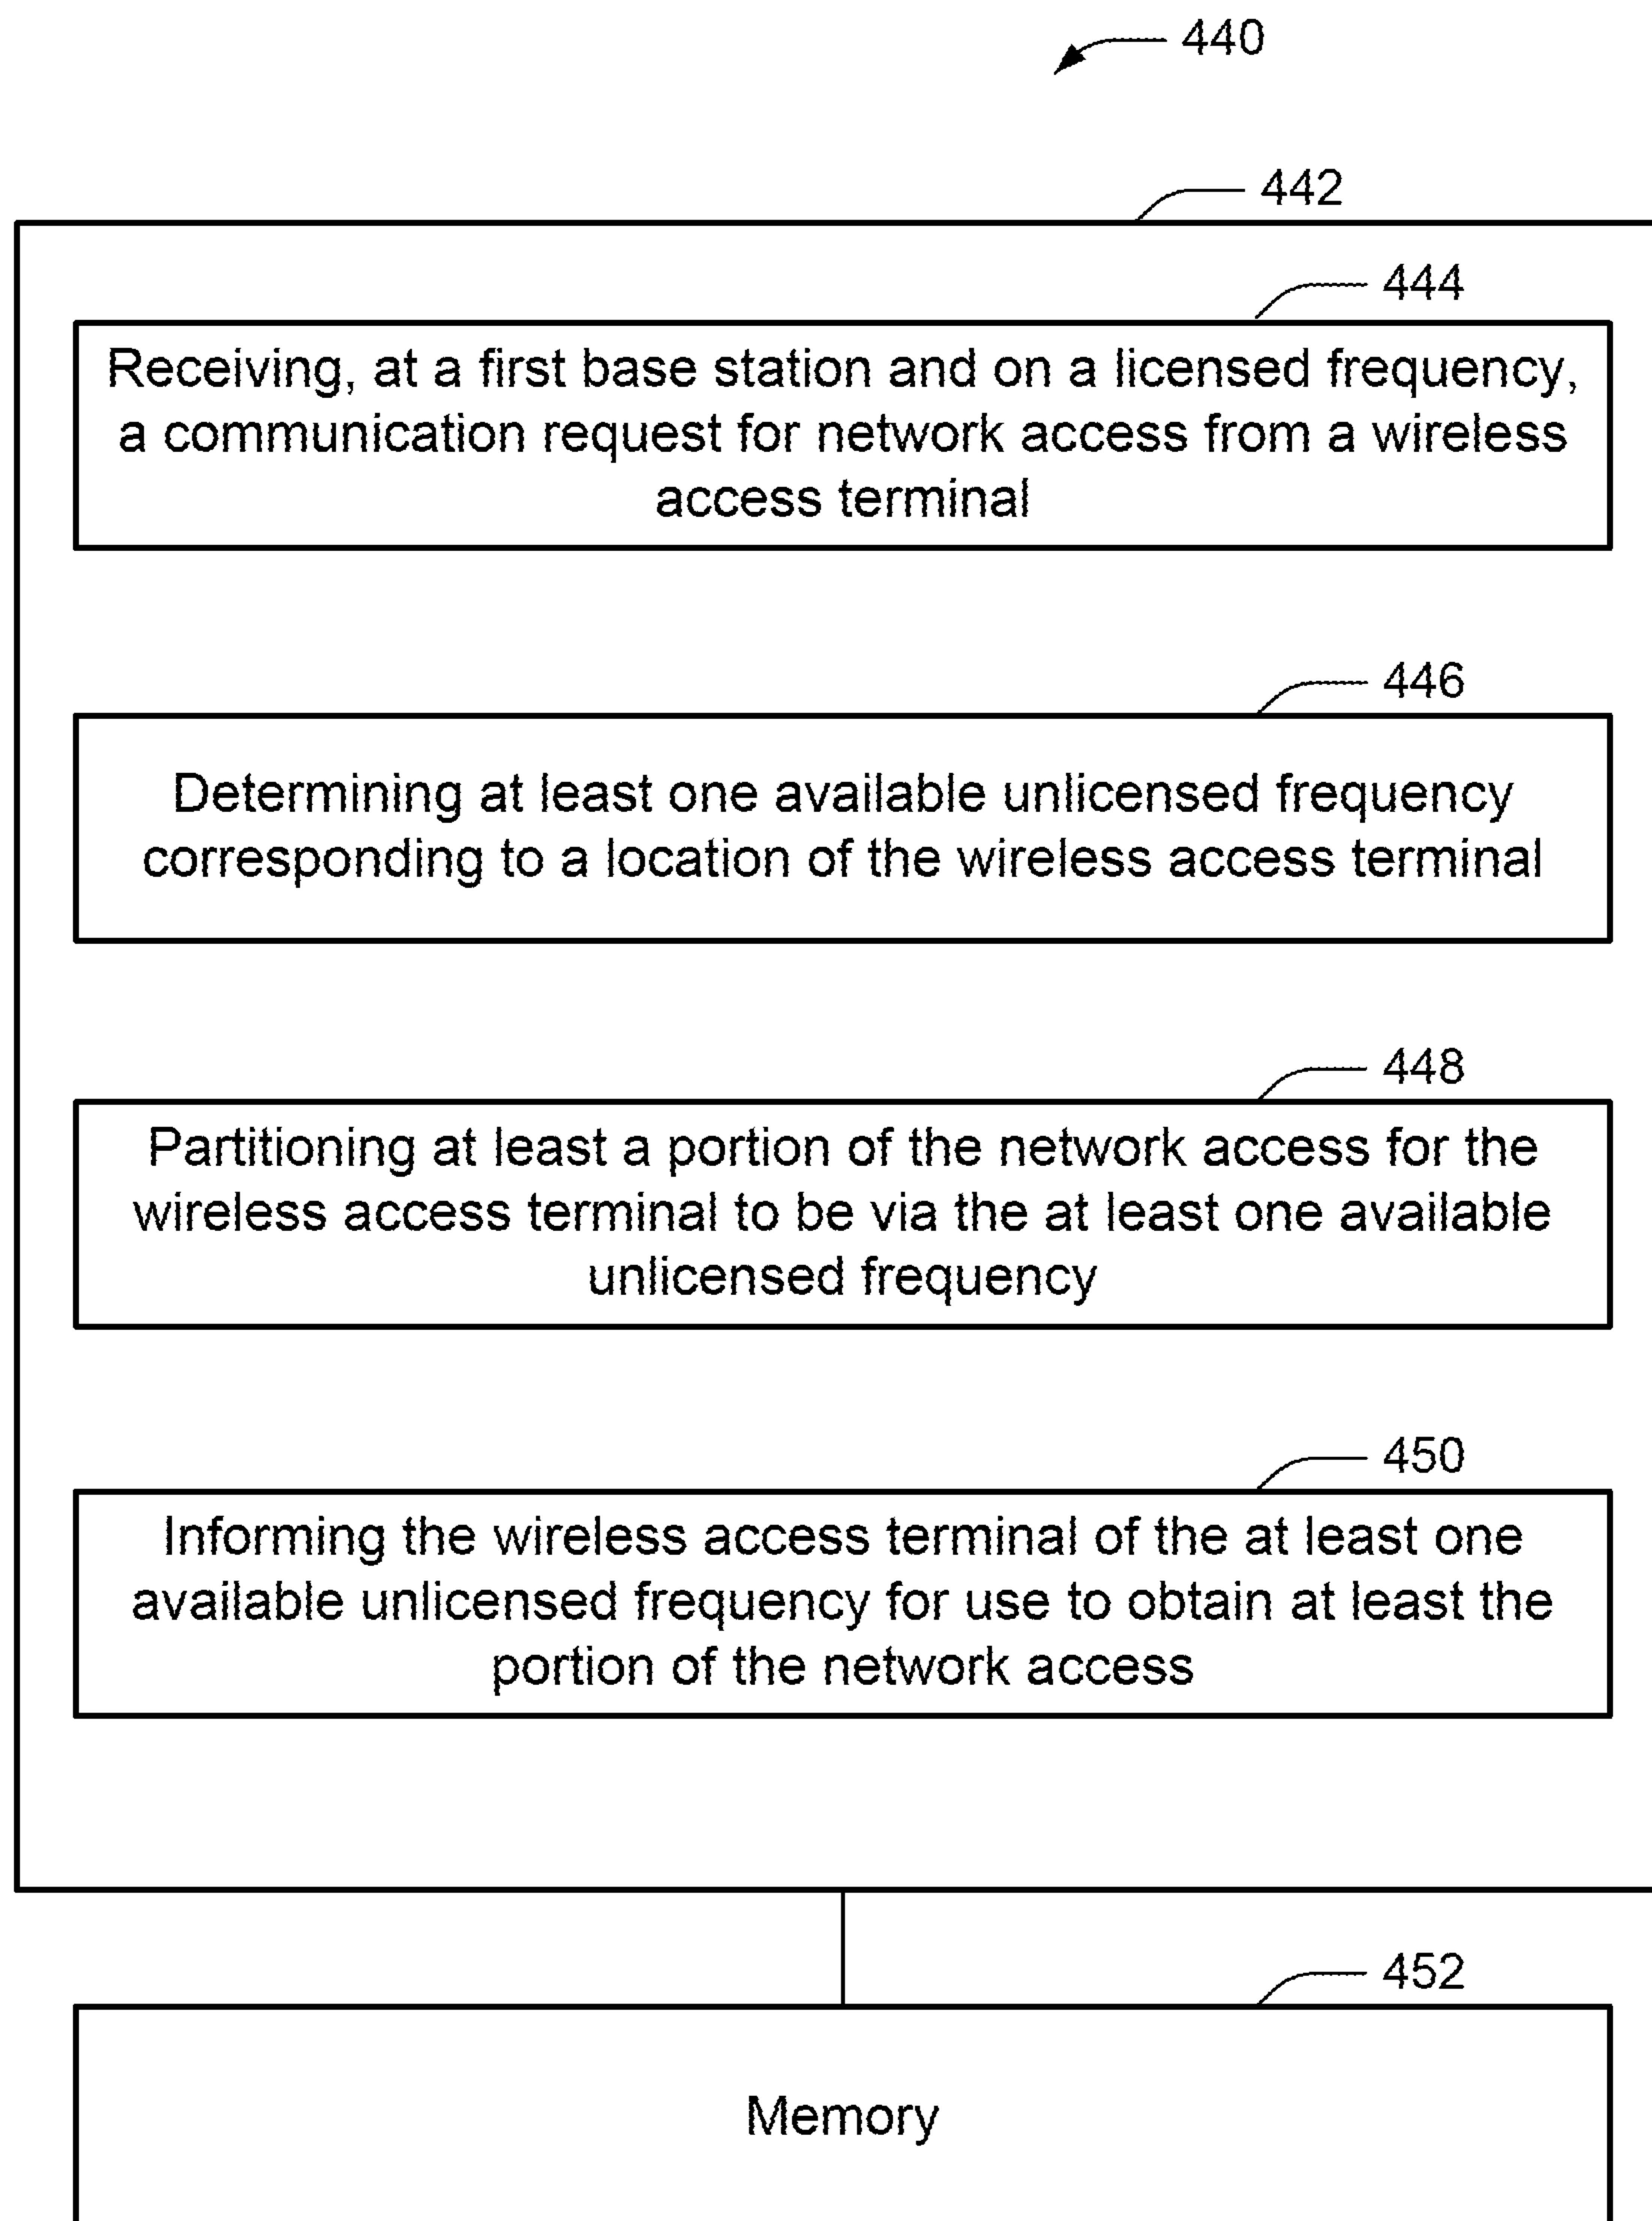 440
442
444
Receiving, at a first base station and on a licensed frequency,
a communication request for network access from a wireless
access terminal
446
Determining at least one available unlicensed frequency
corresponding to a location of the wireless access terminal
448
Partitioning at least a portion of the network access for the
wireless access terminal to be via the at least one available
unlicensed frequency
450
Informing the wireless access terminal of the at least one
available unlicensed frequency for use to obtain at least the
portion of the network access
452
Memory